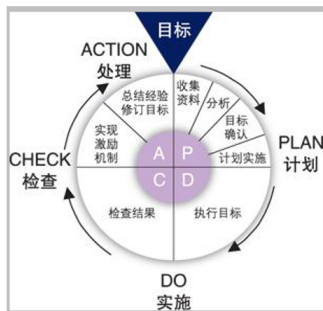 目标
ACTION
处理
总结经验
修订目标
收集
资料
分析
目标
确认
计划实施
实现
激励
机制
A
P
C
D
PLAN
计划
CHECK
检查
检查结果
执行目标
DO
实施